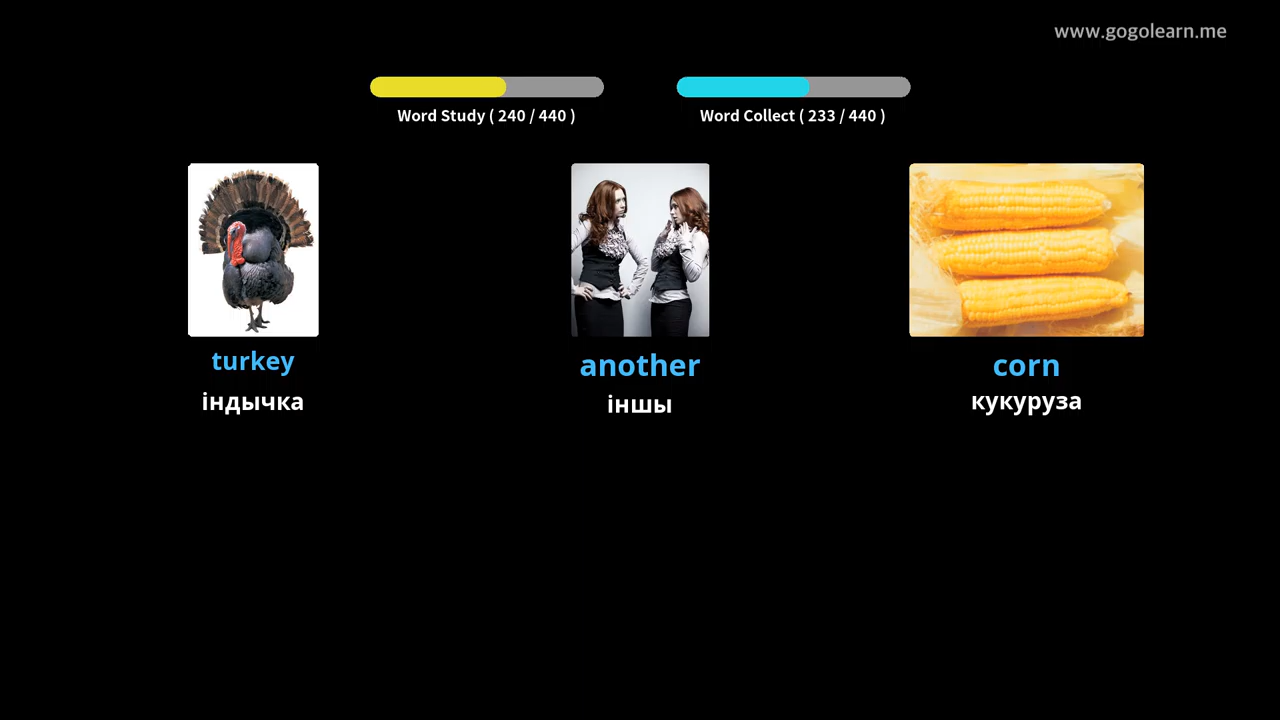 www.gogolearn.me
Word Study ( 240 / 440 )
Word Collect ( 233 / 440 )
turkey
another
corn
індычка
іншы
кукуруза